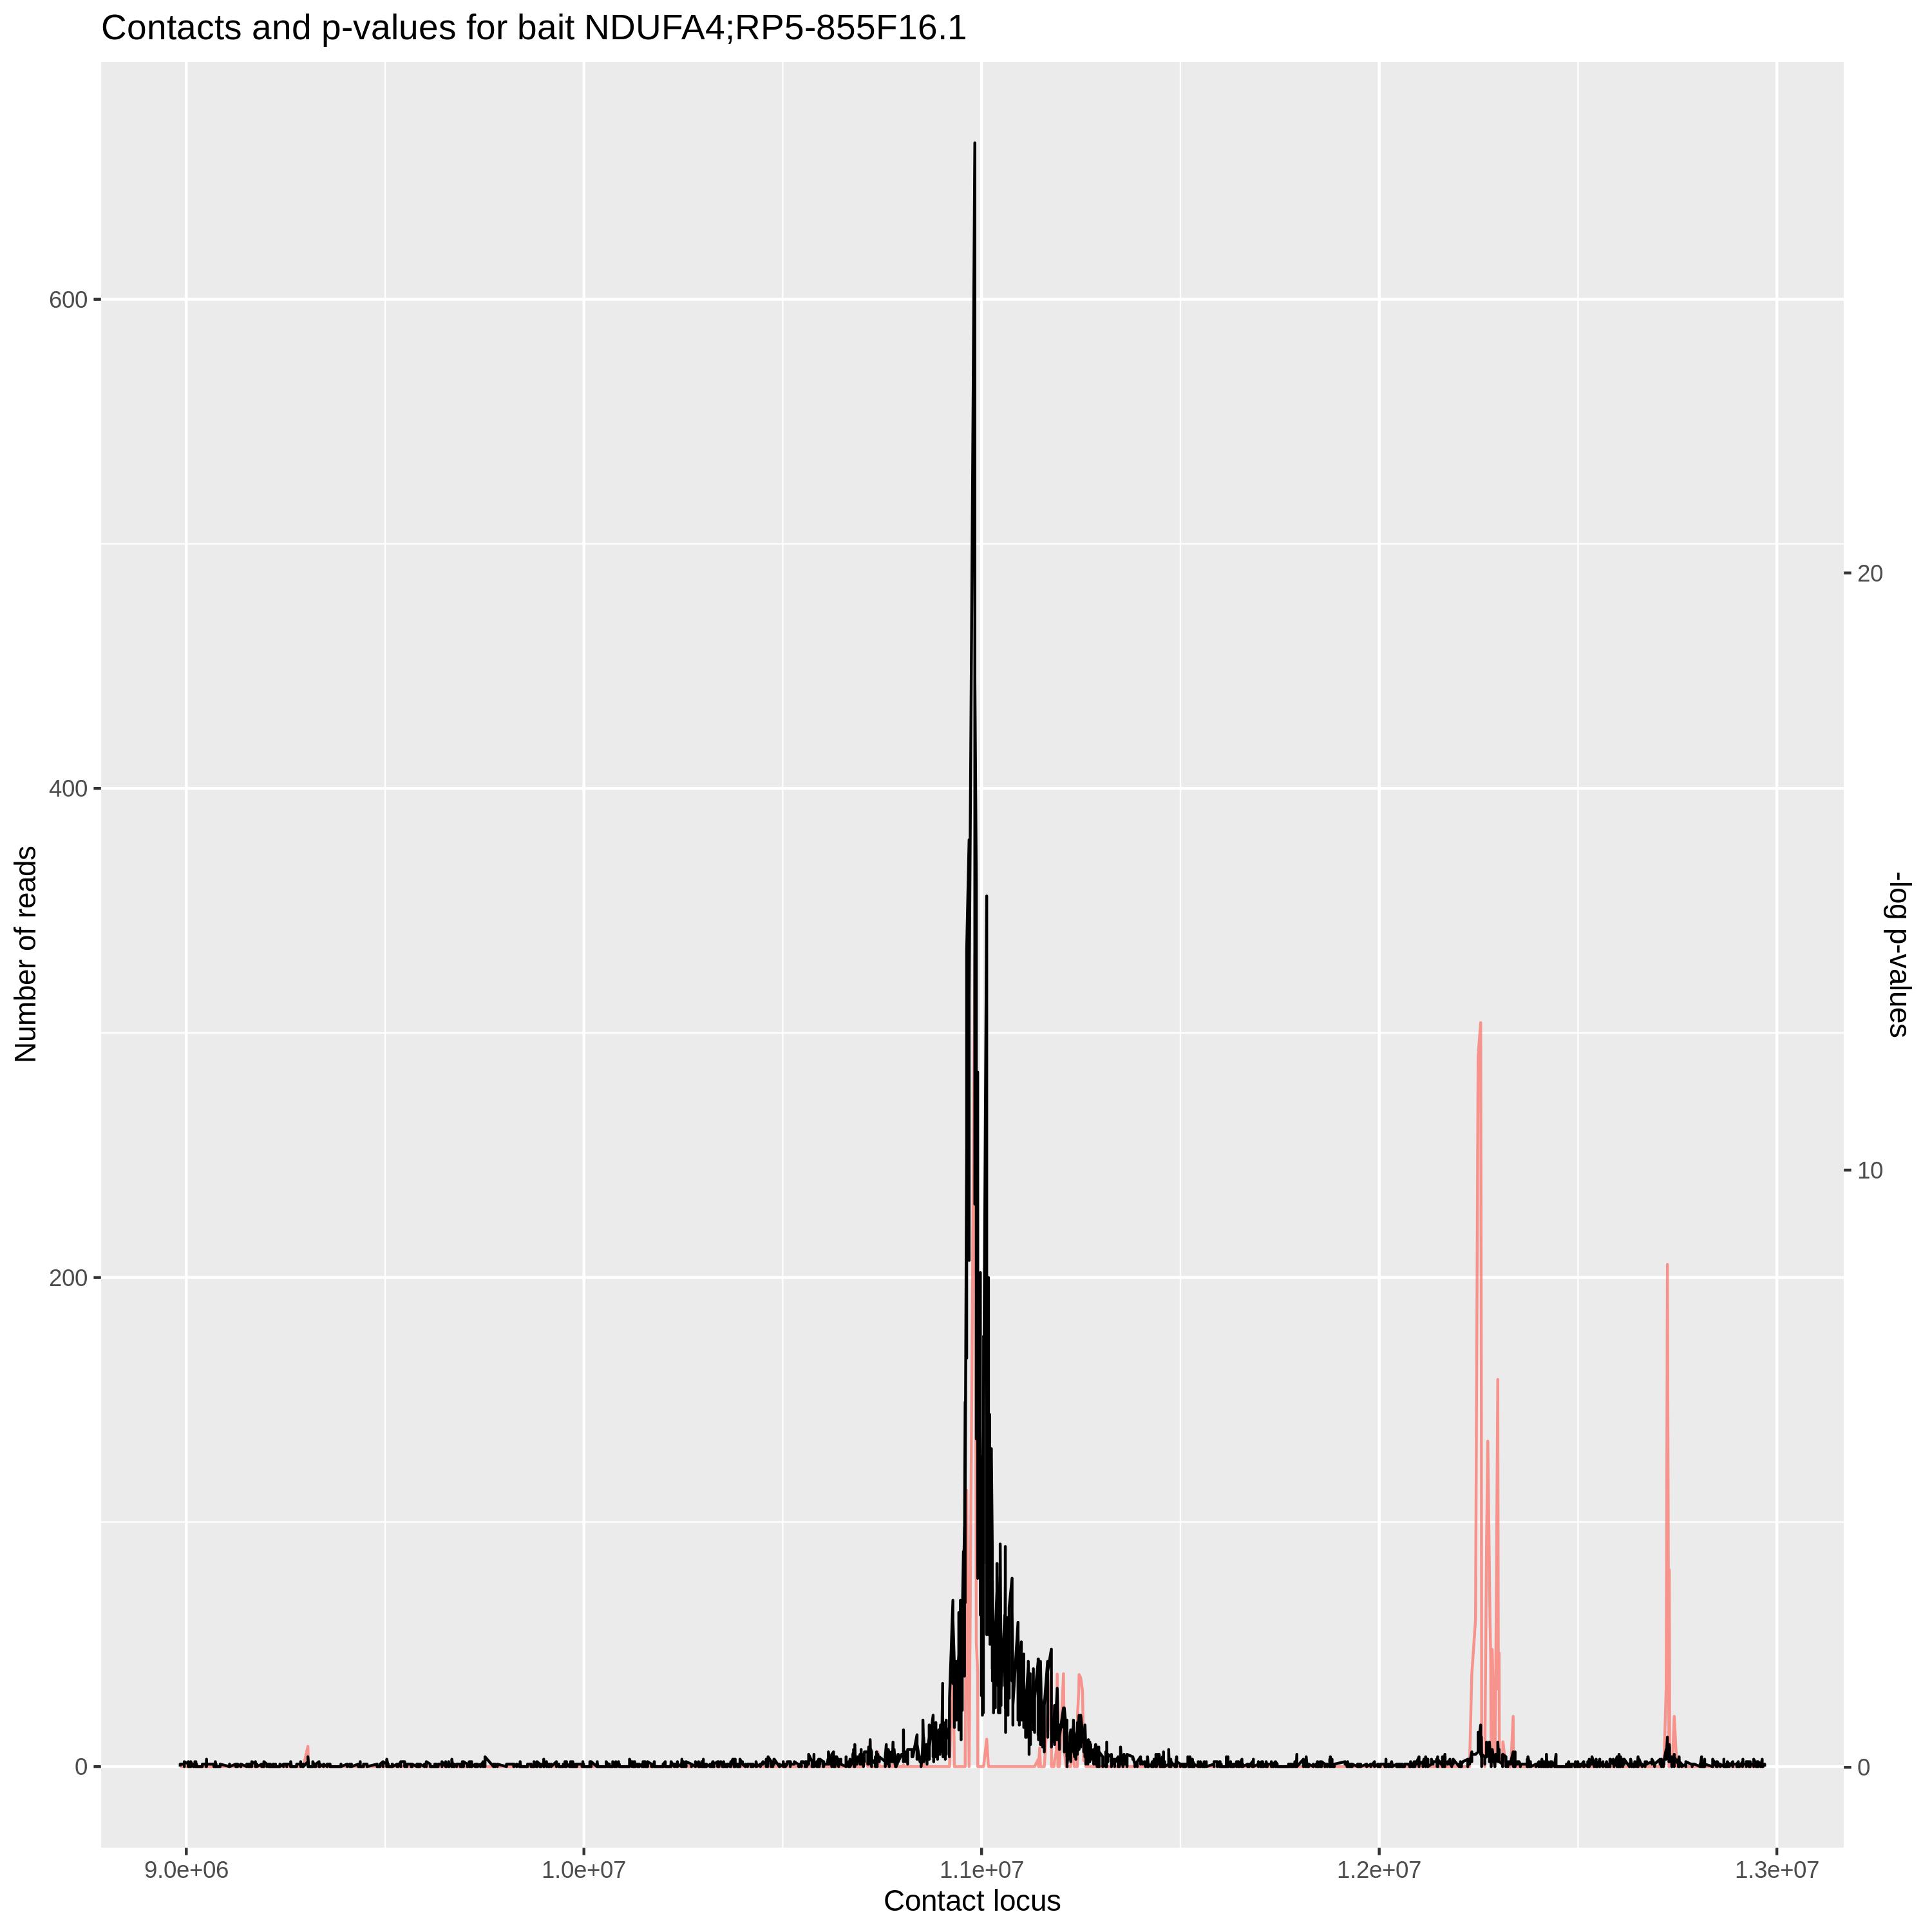 Contacts and p-values for bait NDUFA4;RP5-855F16.1
600
400
200
0
Number of reads
20
10
0
-log p-values
9.0e+06
1.0e+07
1.1e+07
1.2e+07
1.3e+07
Contact locus